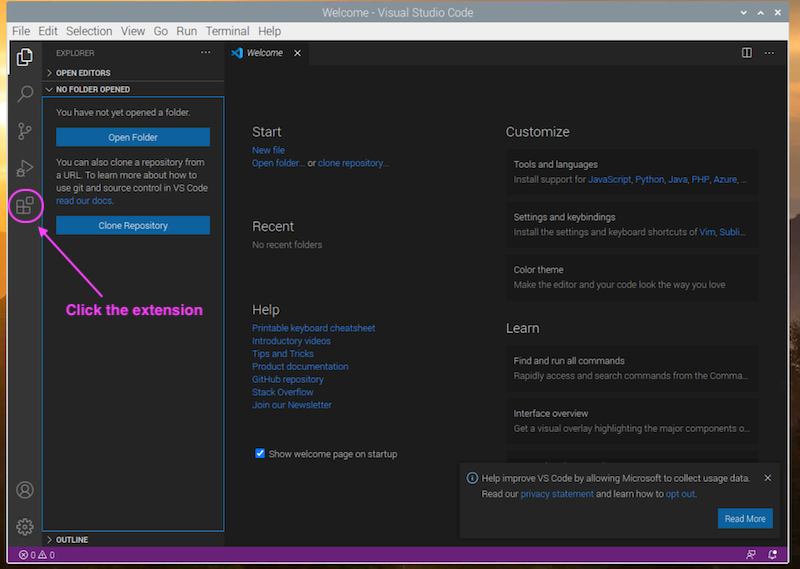 Welcome - Visual Studio Code
File Edit Selection View Go Run Terminal Help
EXPLORER
Welcome
OPEN EDITORS
NO FOLDER OPENED
You have not yet opened a folder.
Open Folder
You can also clone a repository from
a URL. To learn more about how to
use git and source control in VS Code
read our docs.
Clone Repository
Click the extension
OUTLINE
Start
New file
Open folder... or clone repository...
Recent
No recent folders
Help
Printable keyboard cheatsheet
Introductory videos
Tips and Tricks
Product documentation
GitHub repository
Stack Overflow
Join our Newsletter
Show welcome page on startup
Customize
Tools and languages
Install support for JavaScript, Python, Java, PHP, Azure, ...
Settings and keybindings
Install the settings and keyboard shortcuts of Vim, Subli...
Color theme
Make the editor and your code look the way you love
Learn
Find and run all commands
Rapidly access and search commands from the Comma...
Interface overview
Get a visual overlay highlighting the major components o...
Help improve VS Code by allowing Microsoft to collect usage data.
Read our privacy statement and learn how to opt out.
Read More
0 0